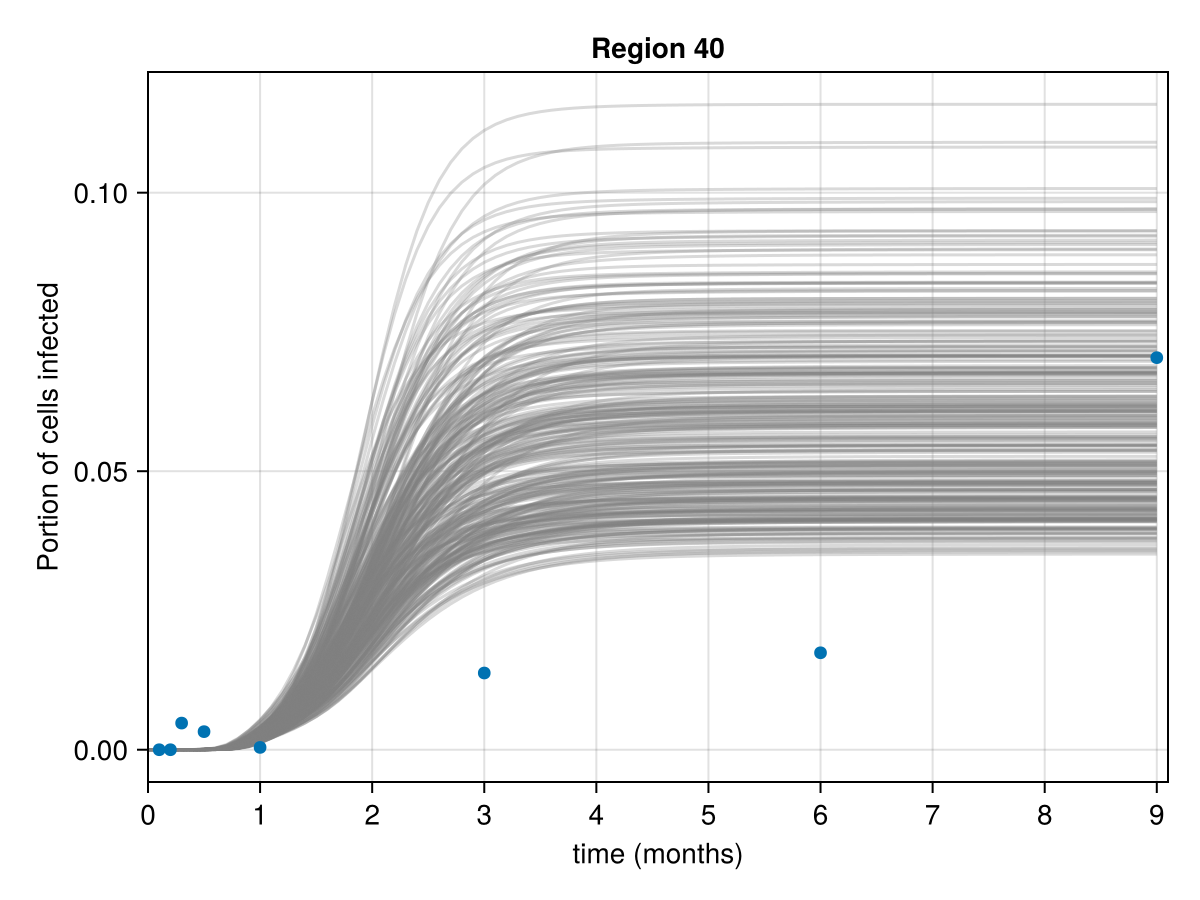 Region 40
Portion of cells infected
0.10
0.05
0.00
0 1 2 3 4 5 6 7 8 9
time (months)